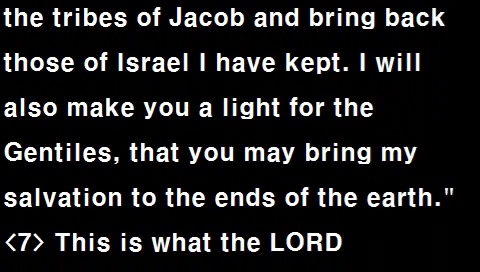 the tribes of Jacob and bring back
those of Israel I have kept. I will
also make you a light for the
Gentiles, that you may bring my
salvation to the ends of the earth."
<7> This is what the LORD